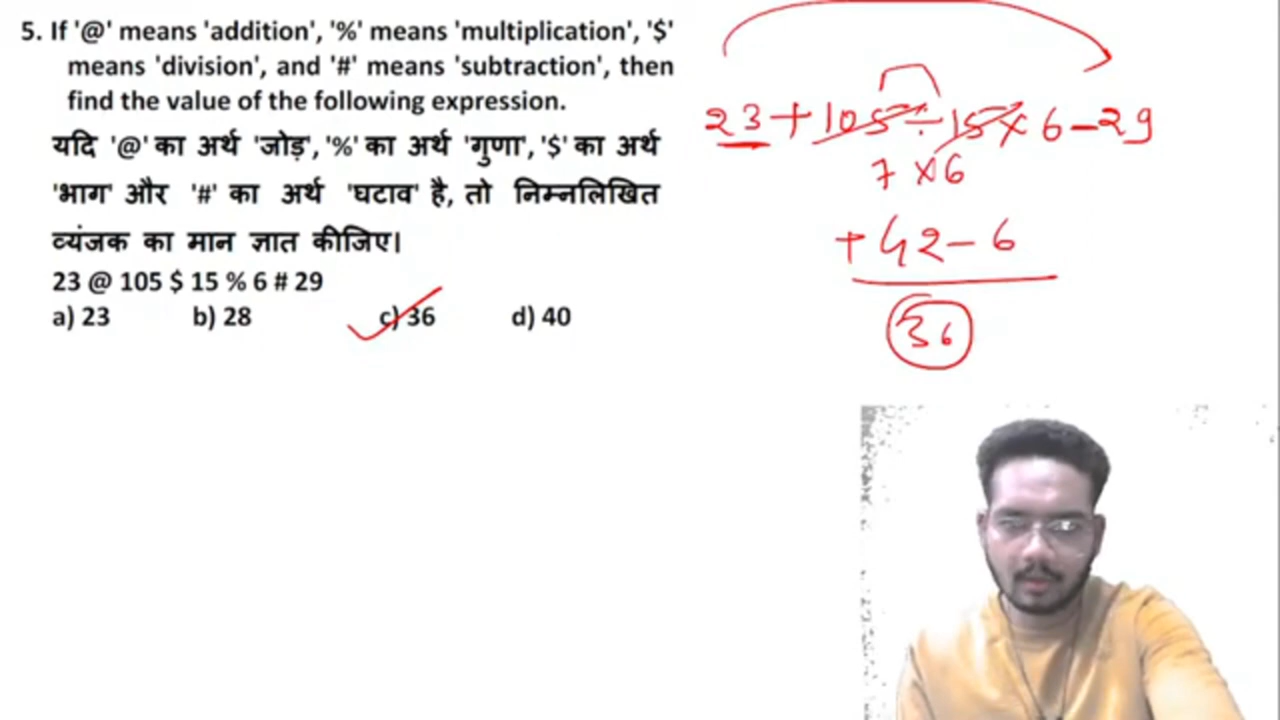 5. If '@' means 'addition', '%' means 'multiplication', '$'
means 'division', and '#' means 'subtraction', then
find the value of the following expression.
यदि '@' का अर्थ 'जोड़', '%' का अर्थ 'गुणा', '$' का अर्थ
'भाग' और '#' का अर्थ 'घटाव' है, तो निम्नलिखित
व्यंजक का मान ज्ञात कीजिए।
23 @ 105 $ 15 % 6 # 29
a) 23 b) 28 c) 36 d) 40
23 + 105 ÷ 15 × 6 - 29
7 × 6
+ 42 - 6
36